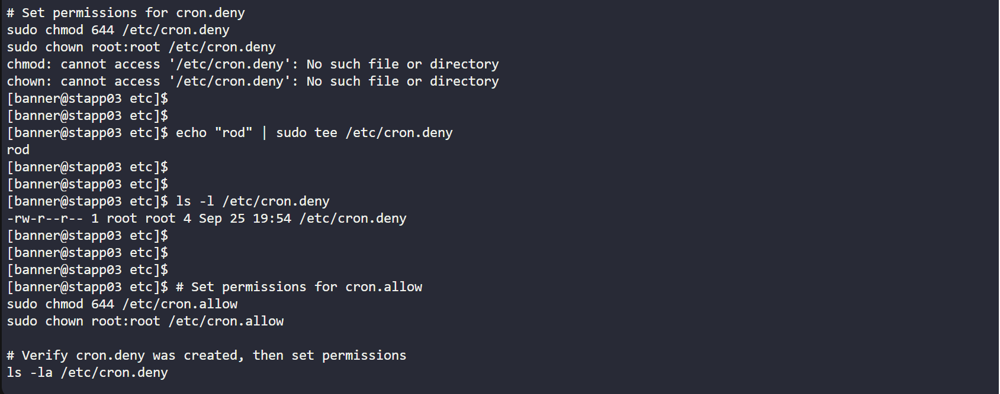 # Set permissions for cron.deny
sudo chmod 644 /etc/cron.deny
sudo chown root:root /etc/cron.deny
chmod: cannot access '/etc/cron.deny': No such file or directory
chown: cannot access '/etc/cron.deny': No such file or directory
[banner@stapp03 etc]$
[banner@stapp03 etc]$
[banner@stapp03 etc]$ echo "rod" | sudo tee /etc/cron.deny
rod
[banner@stapp03 etc]$
[banner@stapp03 etc]$
[banner@stapp03 etc]$ ls -l /etc/cron.deny
-rw-r--r-- 1 root root 4 Sep 25 19:54 /etc/cron.deny
[banner@stapp03 etc]$
[banner@stapp03 etc]$
[banner@stapp03 etc]$
[banner@stapp03 etc]$ # Set permissions for cron.allow
sudo chmod 644 /etc/cron.allow
sudo chown root:root /etc/cron.allow
# Verify cron.deny was created, then set permissions
ls -la /etc/cron.deny